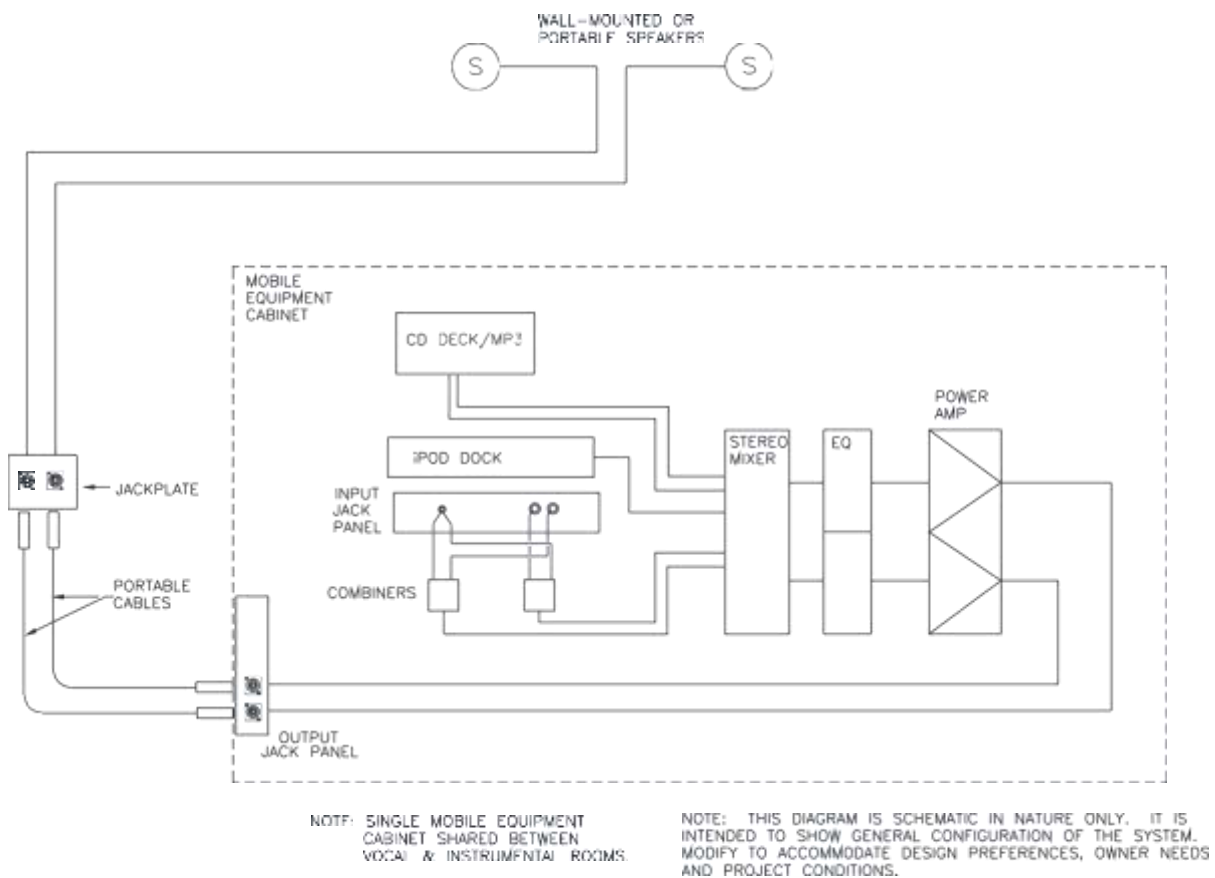 WALL-MOUNTED OR
PORTABLE SPEAKERS
S
S
MOBILE
EQUIPMENT
CABINET
CD DECK/MP3
POWER
AMP
STEREO
MIXER
EQ
iPOD DOCK
INPUT
JACK
PANEL
JACKPLATE
PORTABLE
CABLES
COMBINERS
OUTPUT
JACK PANEL
NOTE: SINGLE MOBILE EQUIPMENT
CABINET SHARED BETWEEN
VOCAL & INSTRUMENTAL ROOMS.
NOTE: THIS DIAGRAM IS SCHEMATIC IN NATURE ONLY. IT IS
INTENDED TO SHOW GENERAL CONFIGURATION OF THE SYSTEM.
MODIFY TO ACCOMMODATE DESIGN PREFERENCES, OWNER NEEDS
AND PROJECT CONDITIONS.